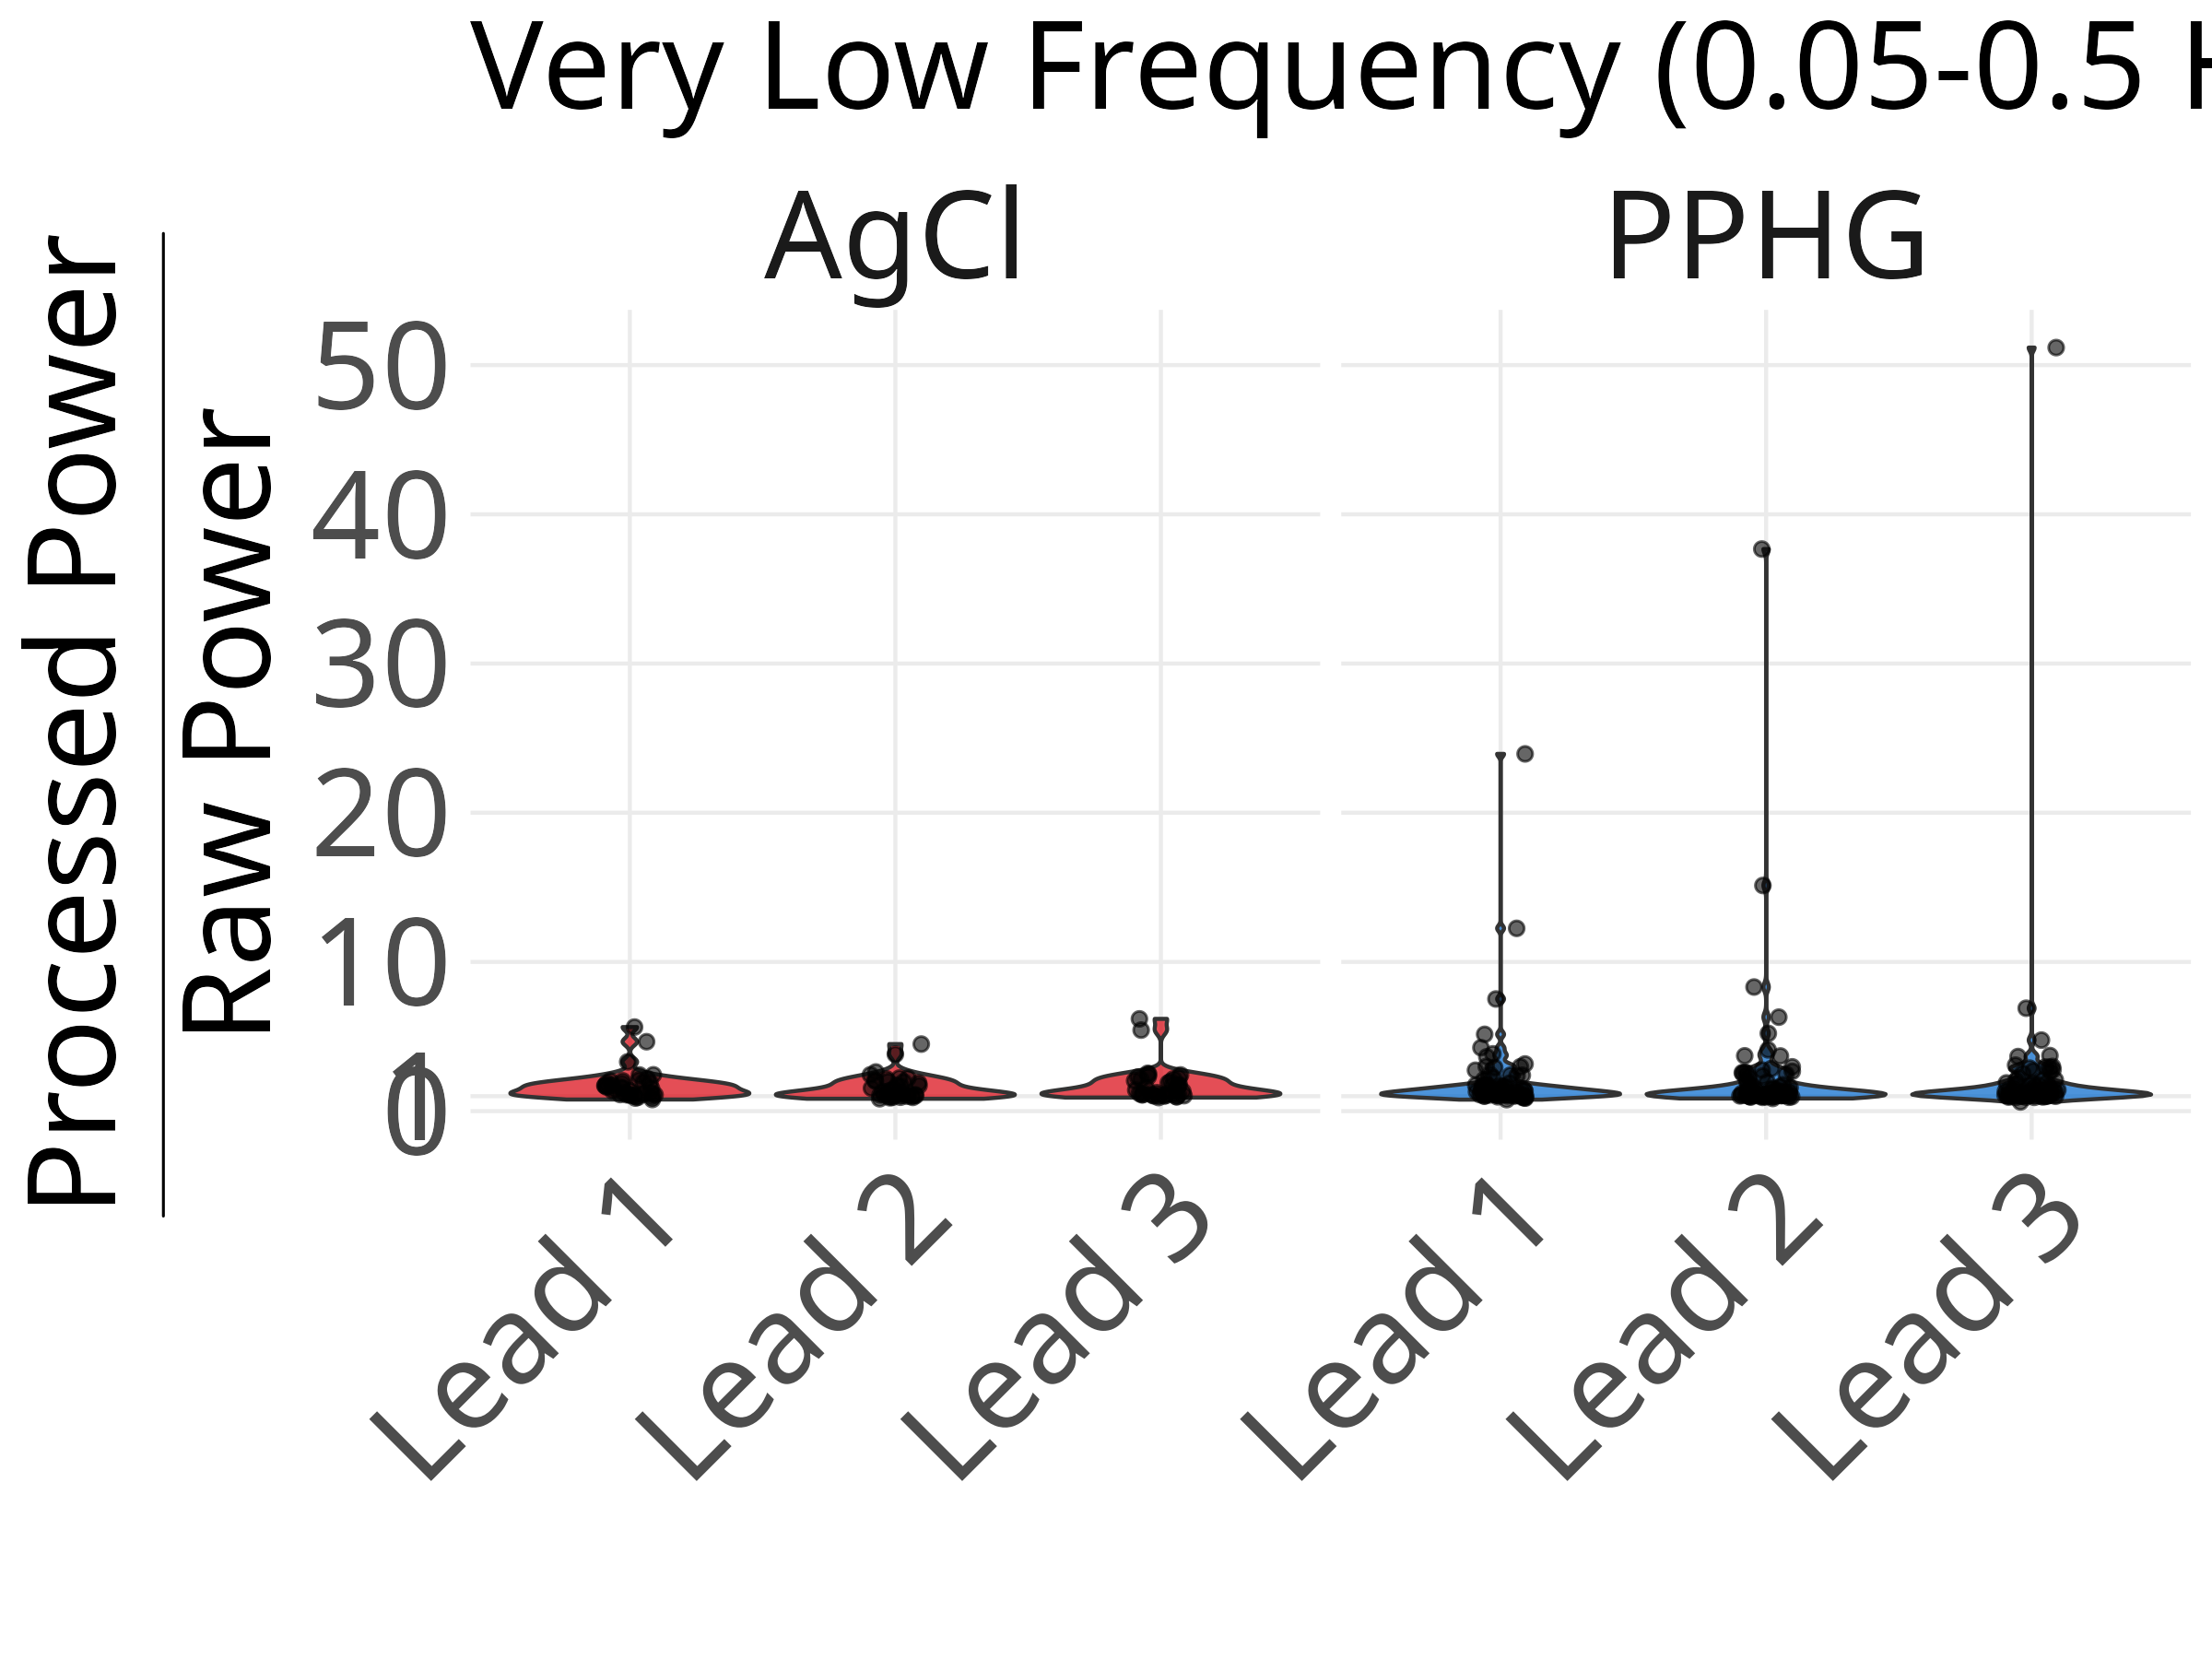 Very Low Frequency (0.05-0.5 H
AgCl
PPHG
Processed Power
Raw Power
50
40
30
20
10
1
0
Lead 1
Lead 2
Lead 3
Lead 1
Lead 2
Lead 3